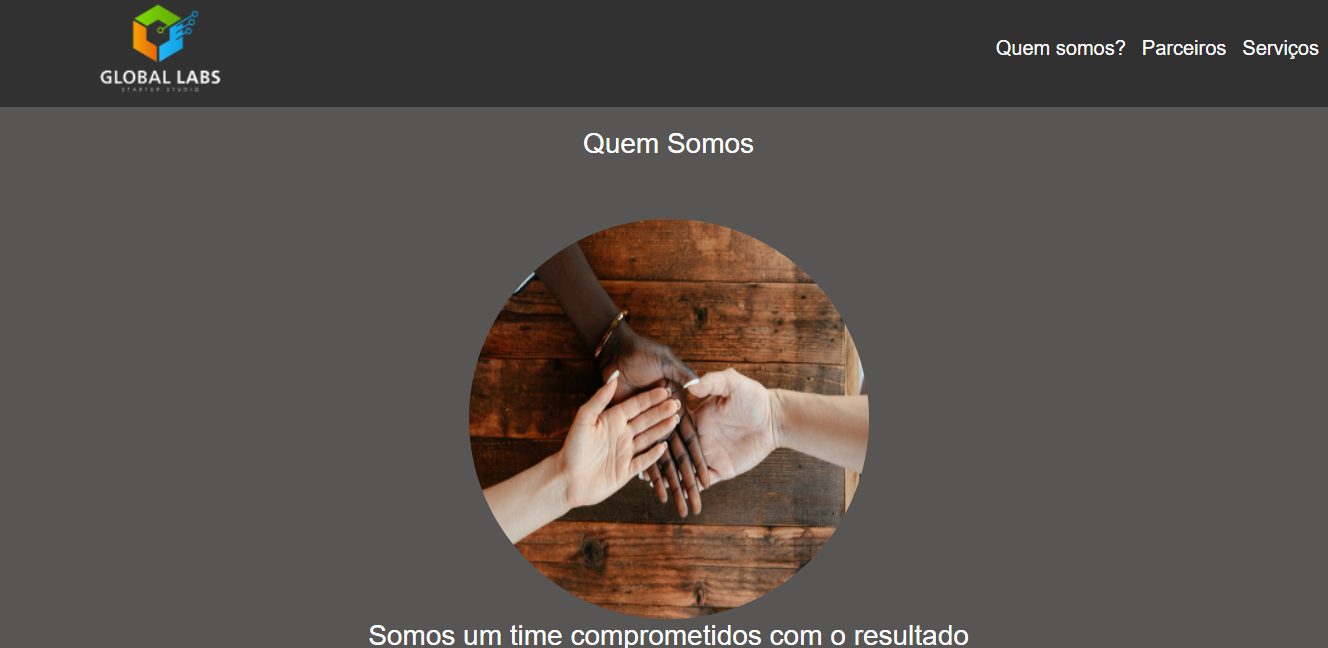 GLOBAL LABS
STARTUP STUDIO
Quem somos? Parceiros Serviços
Quem Somos
Somos um time comprometidos com o resultado